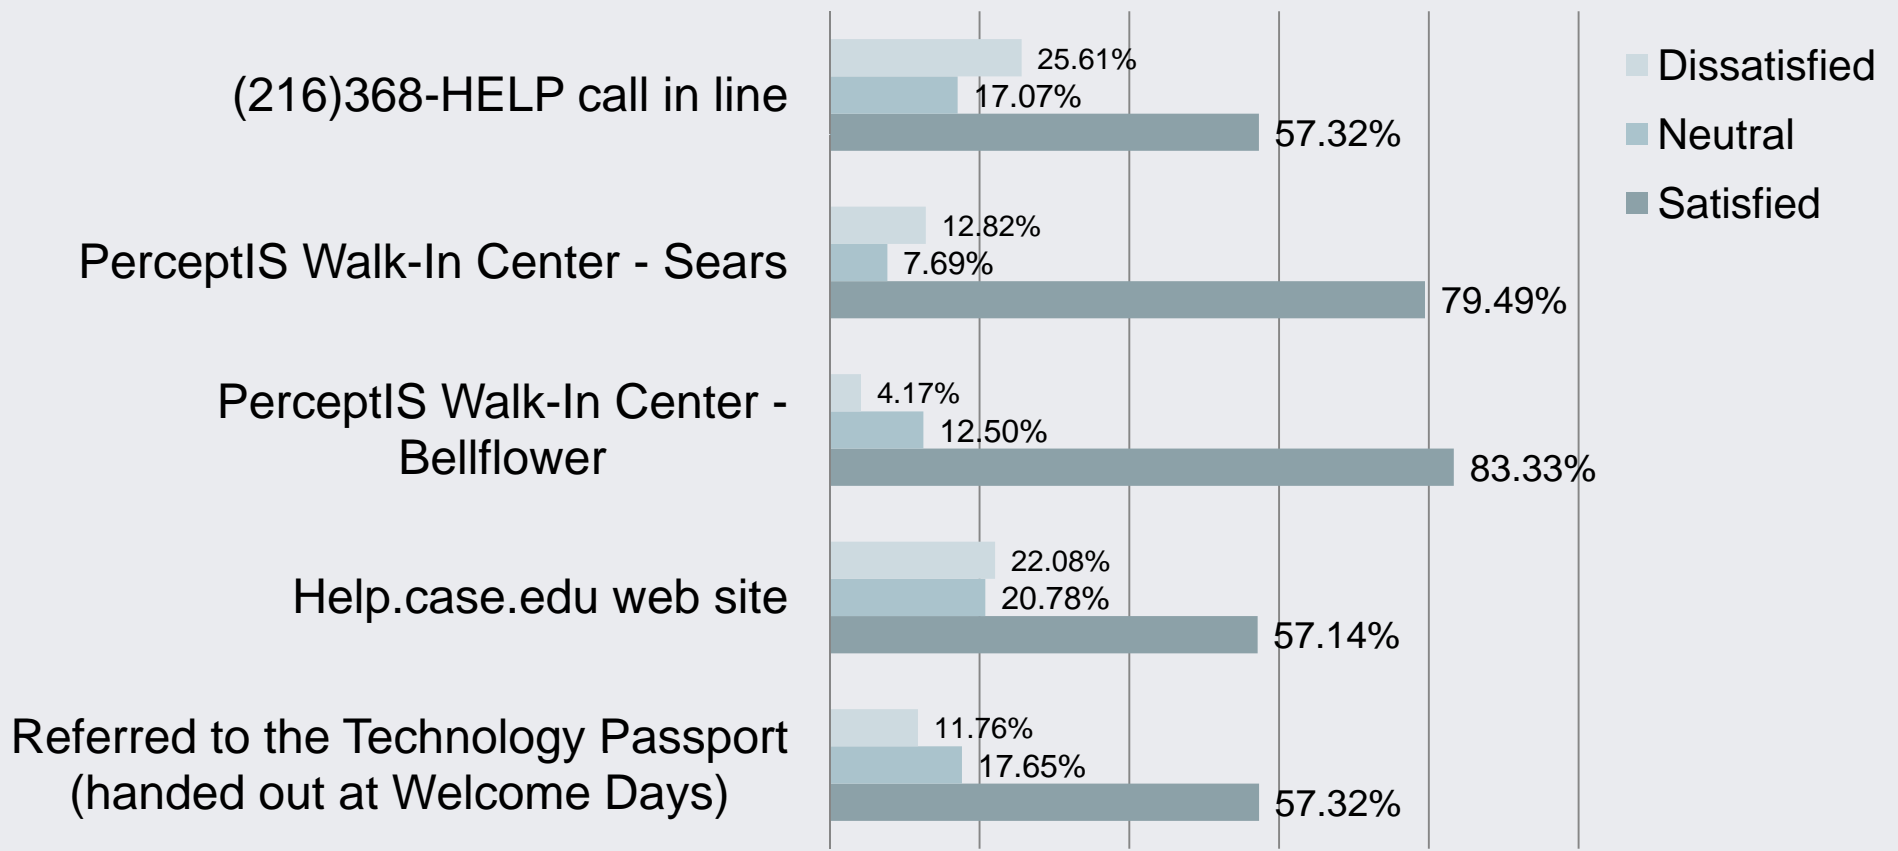 (216)368-HELP call in line
25.61%
17.07%
57.32%
PerceptIS Walk-In Center - Sears
12.82%
7.69%
79.49%
PerceptIS Walk-In Center -
Bellflower
4.17%
12.50%
83.33%
Help.case.edu web site
22.08%
20.78%
57.14%
Referred to the Technology Passport
(handed out at Welcome Days)
11.76%
17.65%
57.32%
Dissatisfied
Neutral
Satisfied